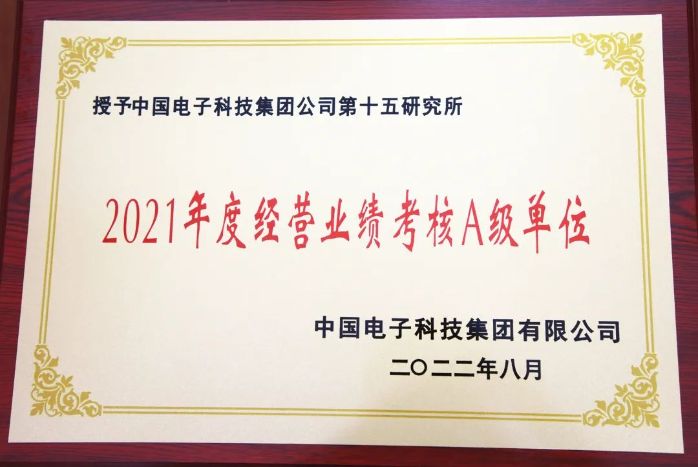 授予中国电子科技集团公司第十五研究所
2021年度经营业绩考核A级单位
中国电子科技集团有限公司
二〇二二年八月